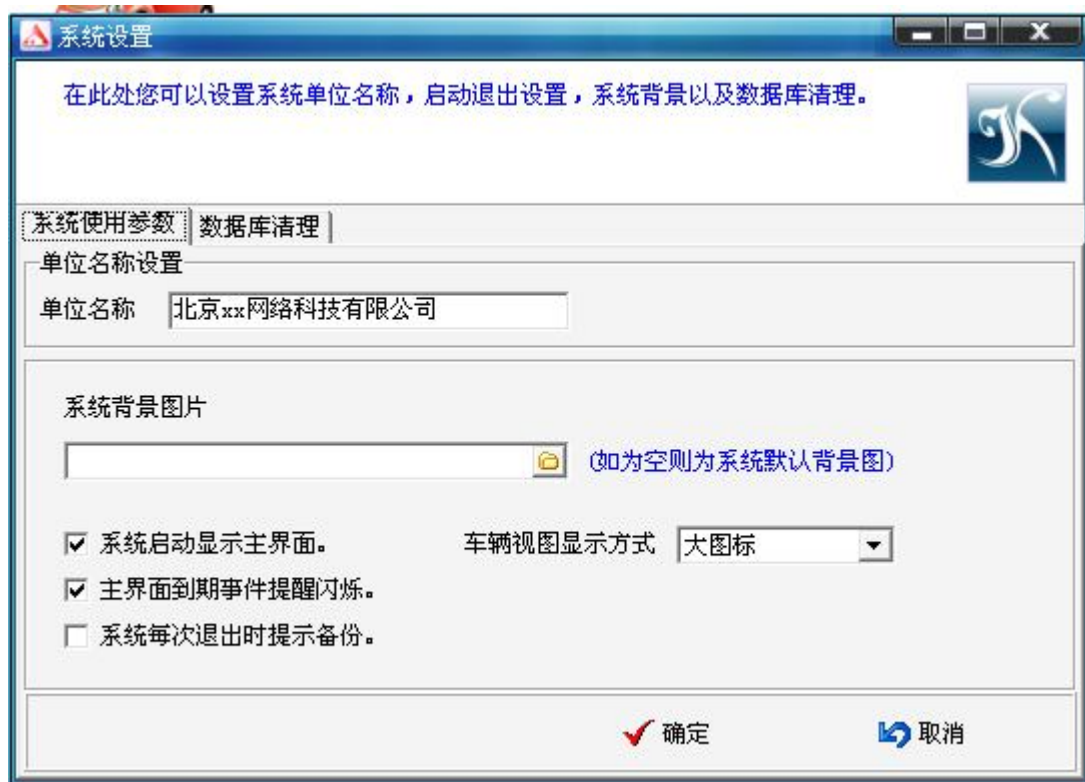 系统设置
在此处您可以设置系统单位名称，启动退出设置，系统背景以及数据库清理。
系统使用参数 数据库清理
单位名称设置
单位名称 北京xx网络科技有限公司
系统背景图片
(如为空则为系统默认背景图)
系统启动显示主界面。 车辆视图显示方式 大图标
主界面到期事件提醒闪烁。
系统每次退出时提示备份。
确定 取消